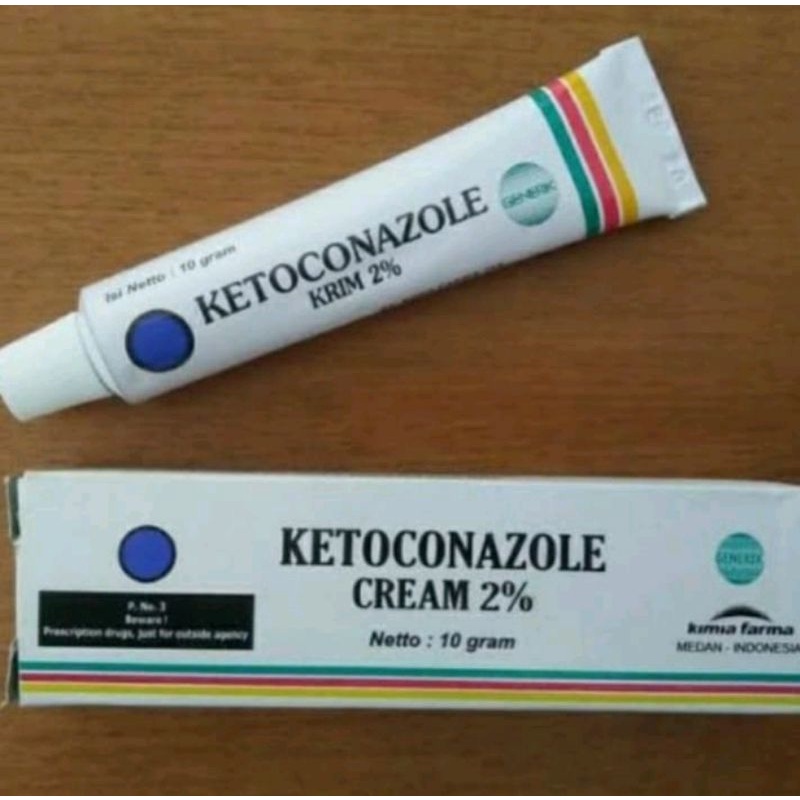 Isi Netto : 10 gram
KETOCONAZOLE
KRIM 2%
GENERIK
KETOCONAZOLE
CREAM 2%
Netto : 10 gram
P. No. 3
Beware !
Prescription drugs, just for outside agency
GENERIK
kimia farma
MEDAN - INDONESIA